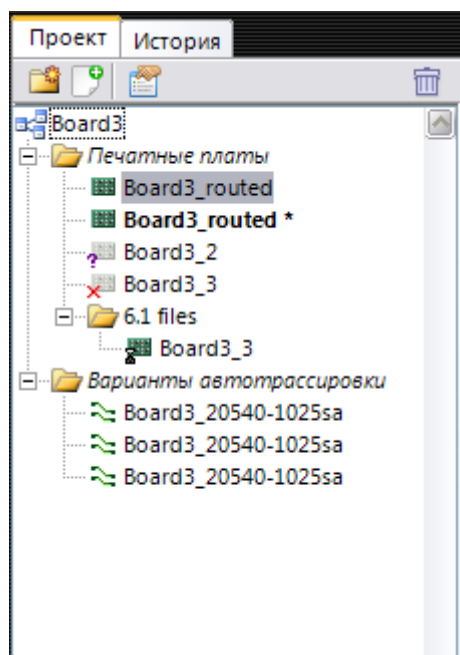 Проект История
Board3
Печатные платы
Board3_routed
Board3_routed *
Board3_2
Board3_3
6.1 files
Board3_3
Варианты автотрассировки
Board3_20540-1025sa
Board3_20540-1025sa
Board3_20540-1025sa